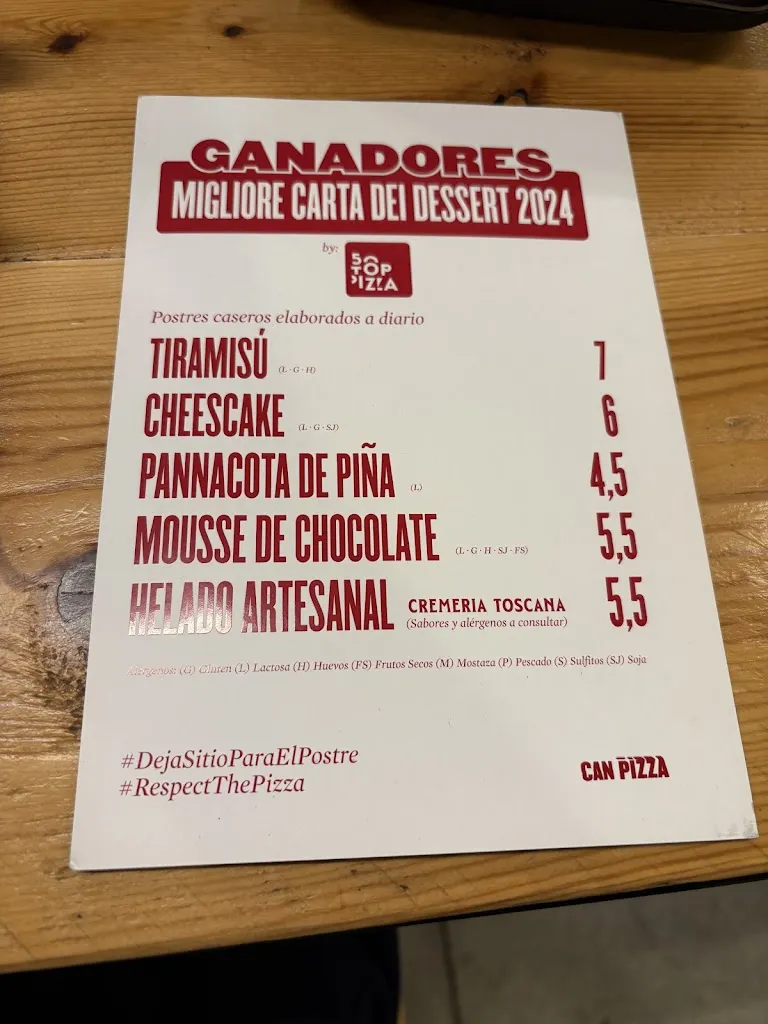 GANADORES
MIGLIORE CARTA DEI DESSERT 2024
by:
50
TOP
PIZZA
Postres caseros elaborados a diario
TIRAMISÚ (L · G · H) 7
CHEESCAKE (L · G · SJ) 6
PANNACOTA DE PIÑA (L) 4,5
MOUSSE DE CHOCOLATE (L · G · H · SJ · FS) 5,5
HELADO ARTESANAL CREMERIA TOSCANA 5,5
(Sabores y alérgenos a consultar)
Alérgenos: (G) Gluten (L) Lactosa (H) Huevos (FS) Frutos Secos (M) Mostaza (P) Pescado (S) Sulfitos (SJ) Soja
#DejaSitioParaElPostre
#RespectThePizza
CAN PIZZA